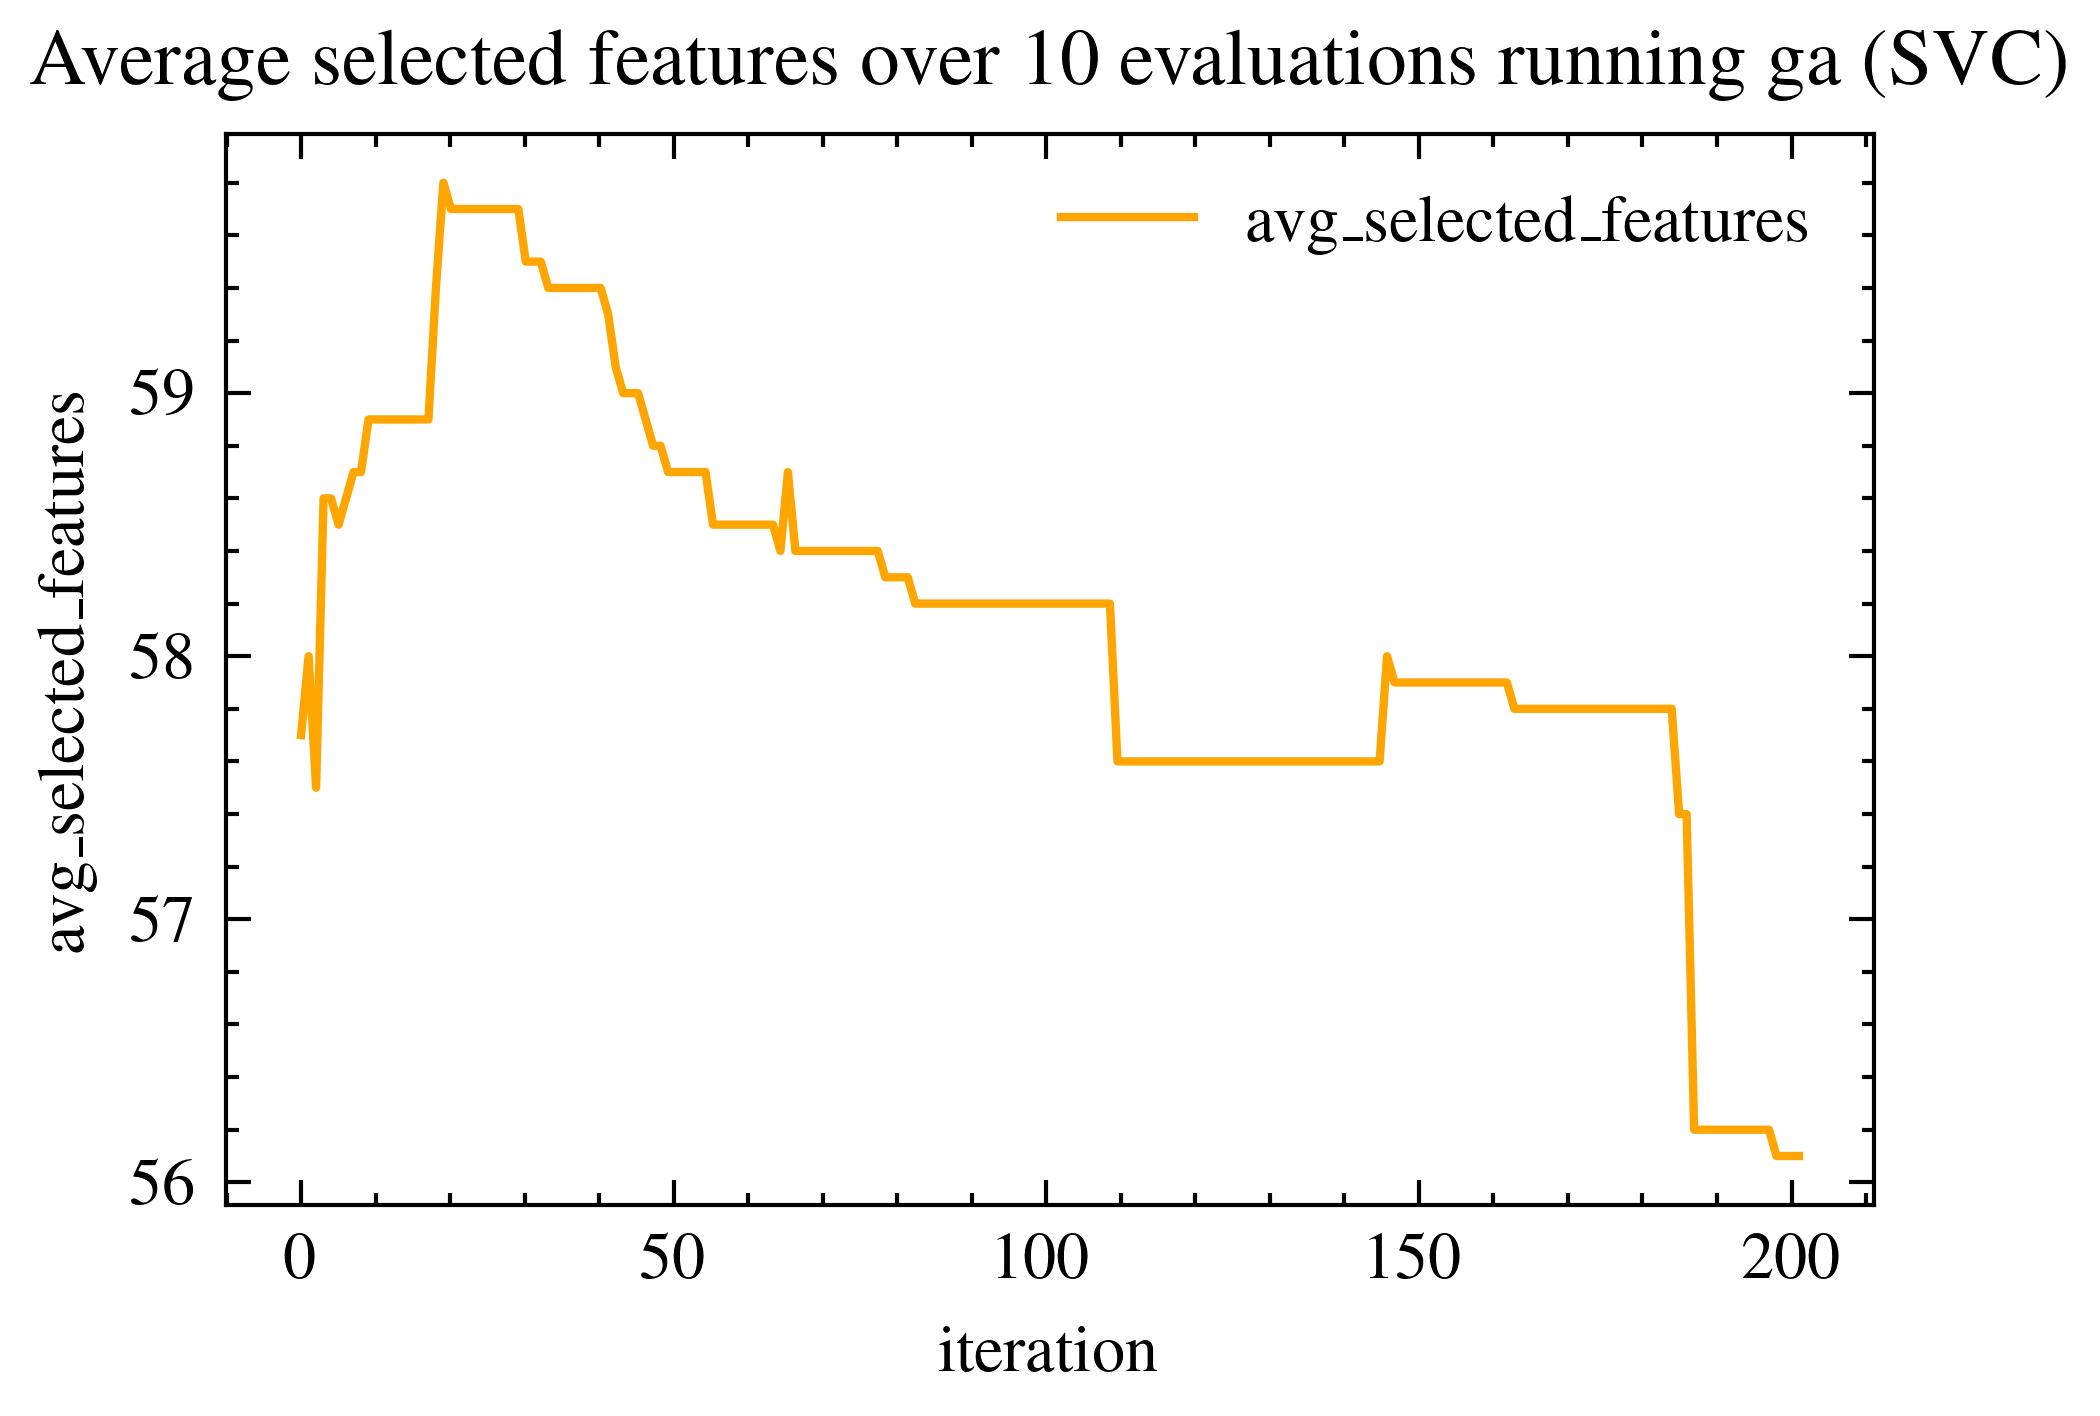 Average selected features over 10 evaluations running ga (SVC)
avg_selected_features
avg_selected_features
59
58
57
56
0 50 100 150 200
iteration